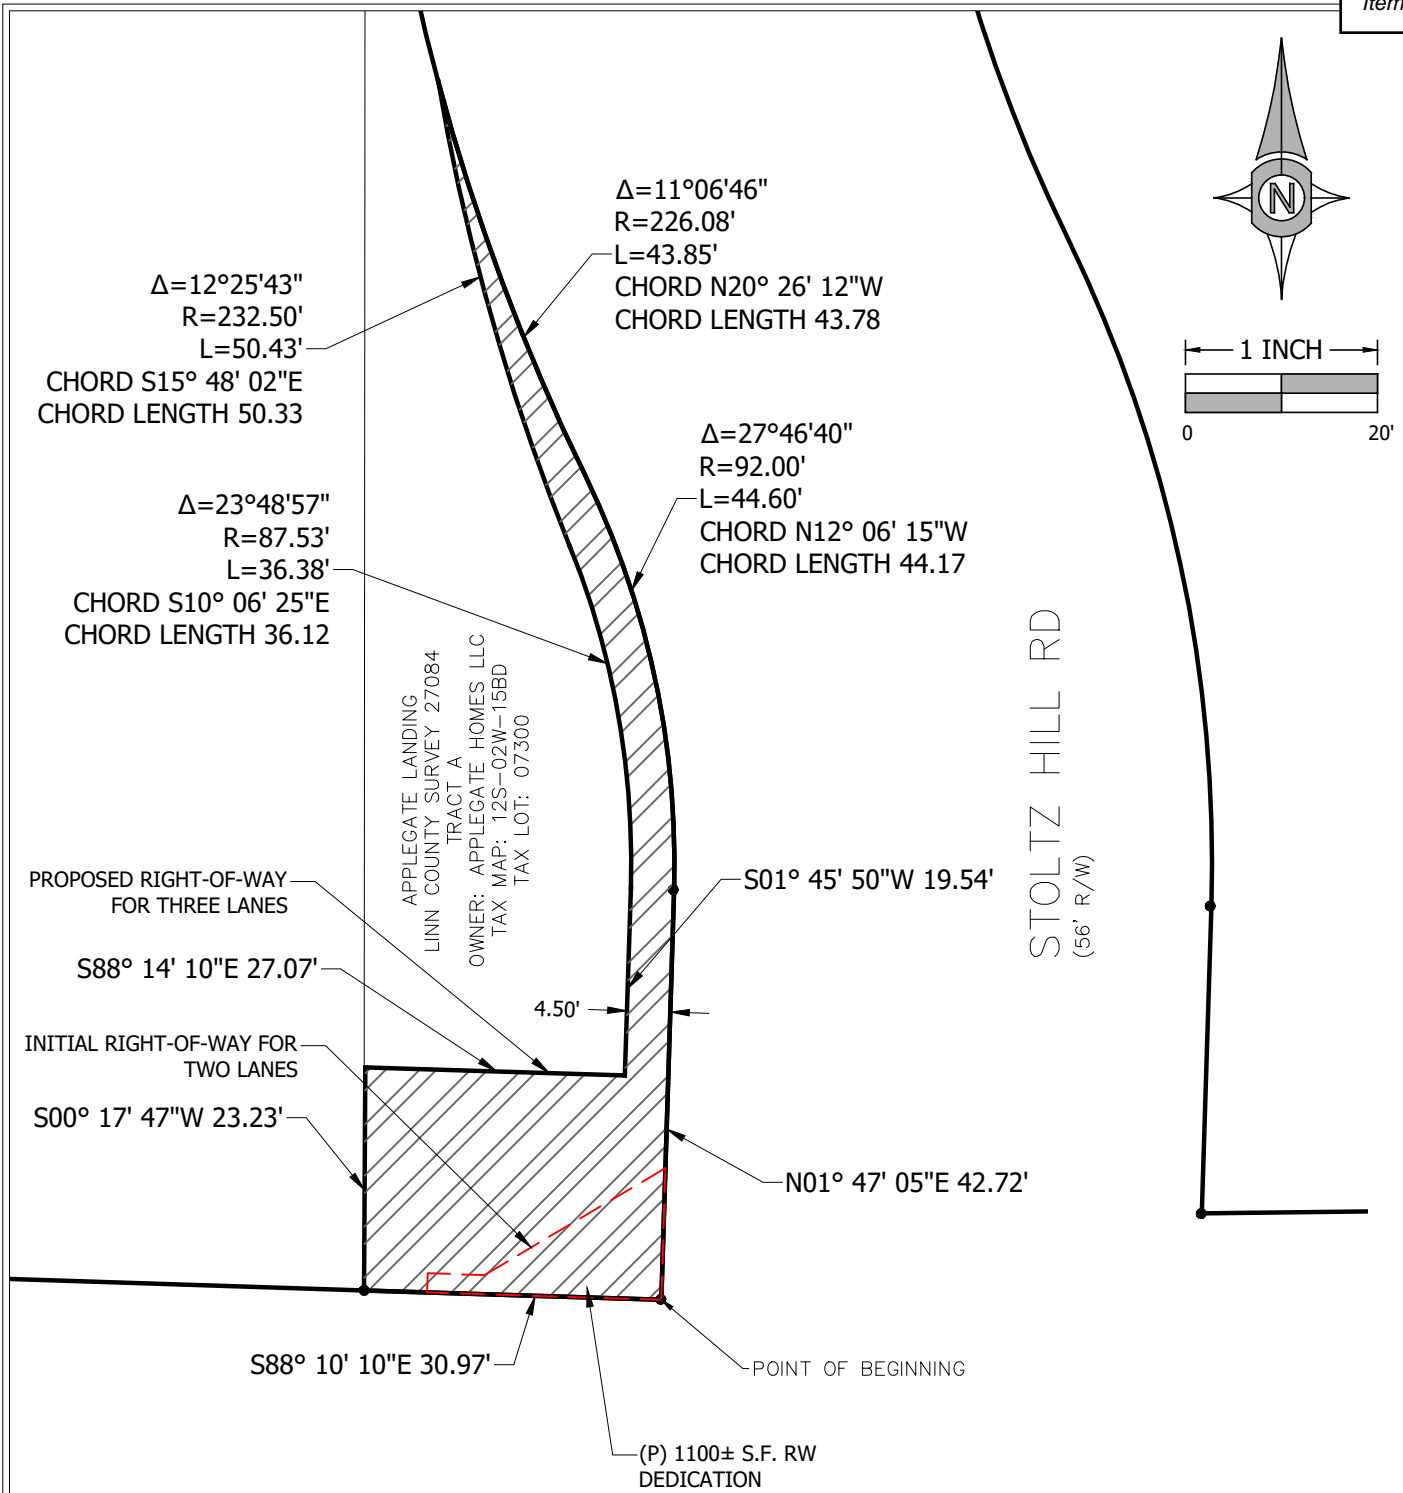 Item
Δ=11°06'46"
R=226.08'
L=43.85'
CHORD N20° 26' 12"W
CHORD LENGTH 43.78
N
Δ=12°25'43"
R=232.50'
L=50.43'
CHORD S15° 48' 02"E
CHORD LENGTH 50.33
1 INCH
0 20'
Δ=27°46'40"
R=92.00'
L=44.60'
CHORD N12° 06' 15"W
CHORD LENGTH 44.17
Δ=23°48'57"
R=87.53'
L=36.38'
CHORD S10° 06' 25"E
CHORD LENGTH 36.12
APPLEGATE LANDING
LINN COUNTY SURVEY 27084
TRACT A
OWNER: APPLEGATE HOMES LLC
TAX MAP: 12S-02W-15BD
TAX LOT: 07300
STOLTZ HILL RD
(56' R/W)
PROPOSED RIGHT-OF-WAY
FOR THREE LANES
S01° 45' 50"W 19.54'
S88° 14' 10"E 27.07'
4.50'
INITIAL RIGHT-OF-WAY FOR
TWO LANES
S00° 17' 47"W 23.23'
N01° 47' 05"E 42.72'
S88° 10' 10"E 30.97'
POINT OF BEGINNING
(P) 1100± S.F. RW
DEDICATION